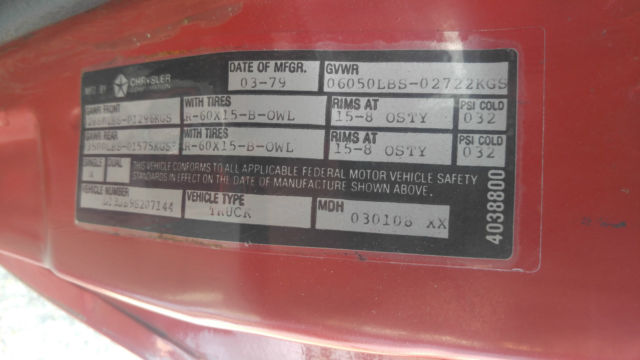 MFD BY CHRYSLER CORPORATION
DATE OF MFGR. 03-79
GVWR 06050LBS-02722KGS
GAWR FRONT WITH TIRES RIMS AT PSI COLD
R-60X15-B-OWL 15-8 OSTY 032
GAWR REAR WITH TIRES RIMS AT PSI COLD
3500LBS-01575KGS R-60X15-B-OWL 15-8 OSTY 032
SINGLE X DUAL
THIS VEHICLE CONFORMS TO ALL APPLICABLE FEDERAL MOTOR VEHICLE SAFETY
STANDARDS IN EFFECT ON THE DATE OF MANUFACTURE SHOWN ABOVE.
VEHICLE NUMBER VEHICLE TYPE MDH
TRUCK 030108 XX
4038800